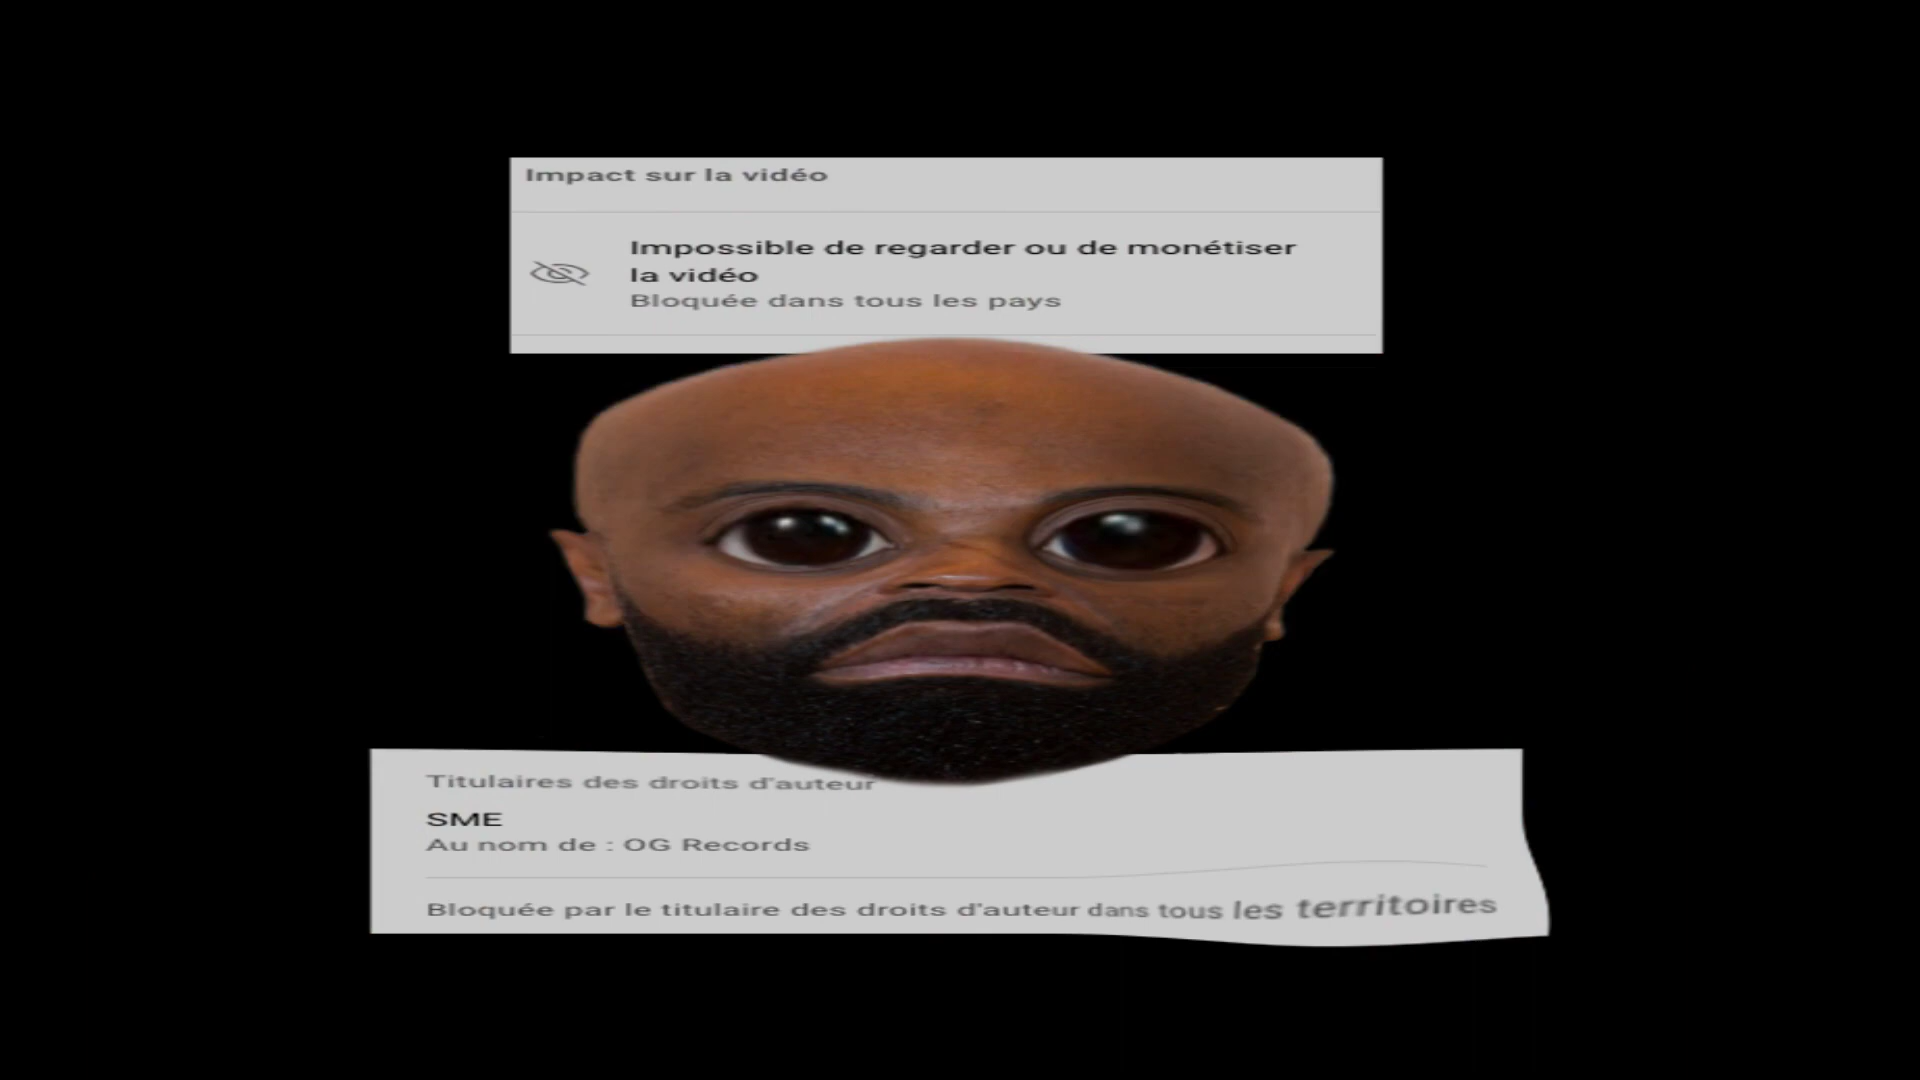 Impact sur la vidéo
Impossible de regarder ou de monétiser
la vidéo
Bloquée dans tous les pays
Titulaires des droits d'auteur
SME
Au nom de : OG Records
Bloquée par le titulaire des droits d'auteur dans tous les territoires